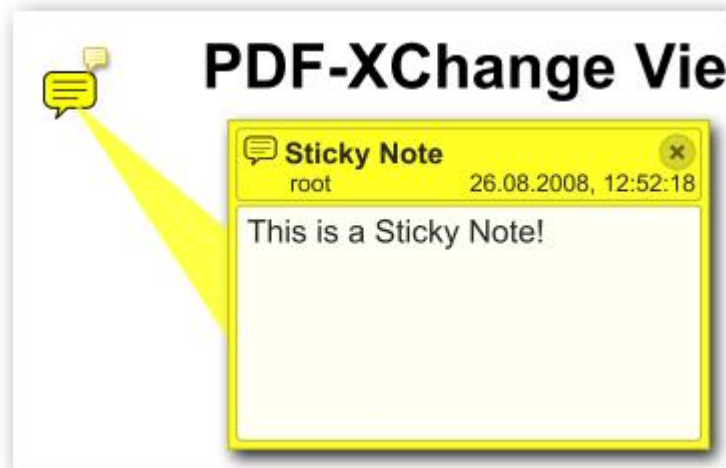 PDF-XChange Vie
Sticky Note
root 26.08.2008, 12:52:18
This is a Sticky Note!